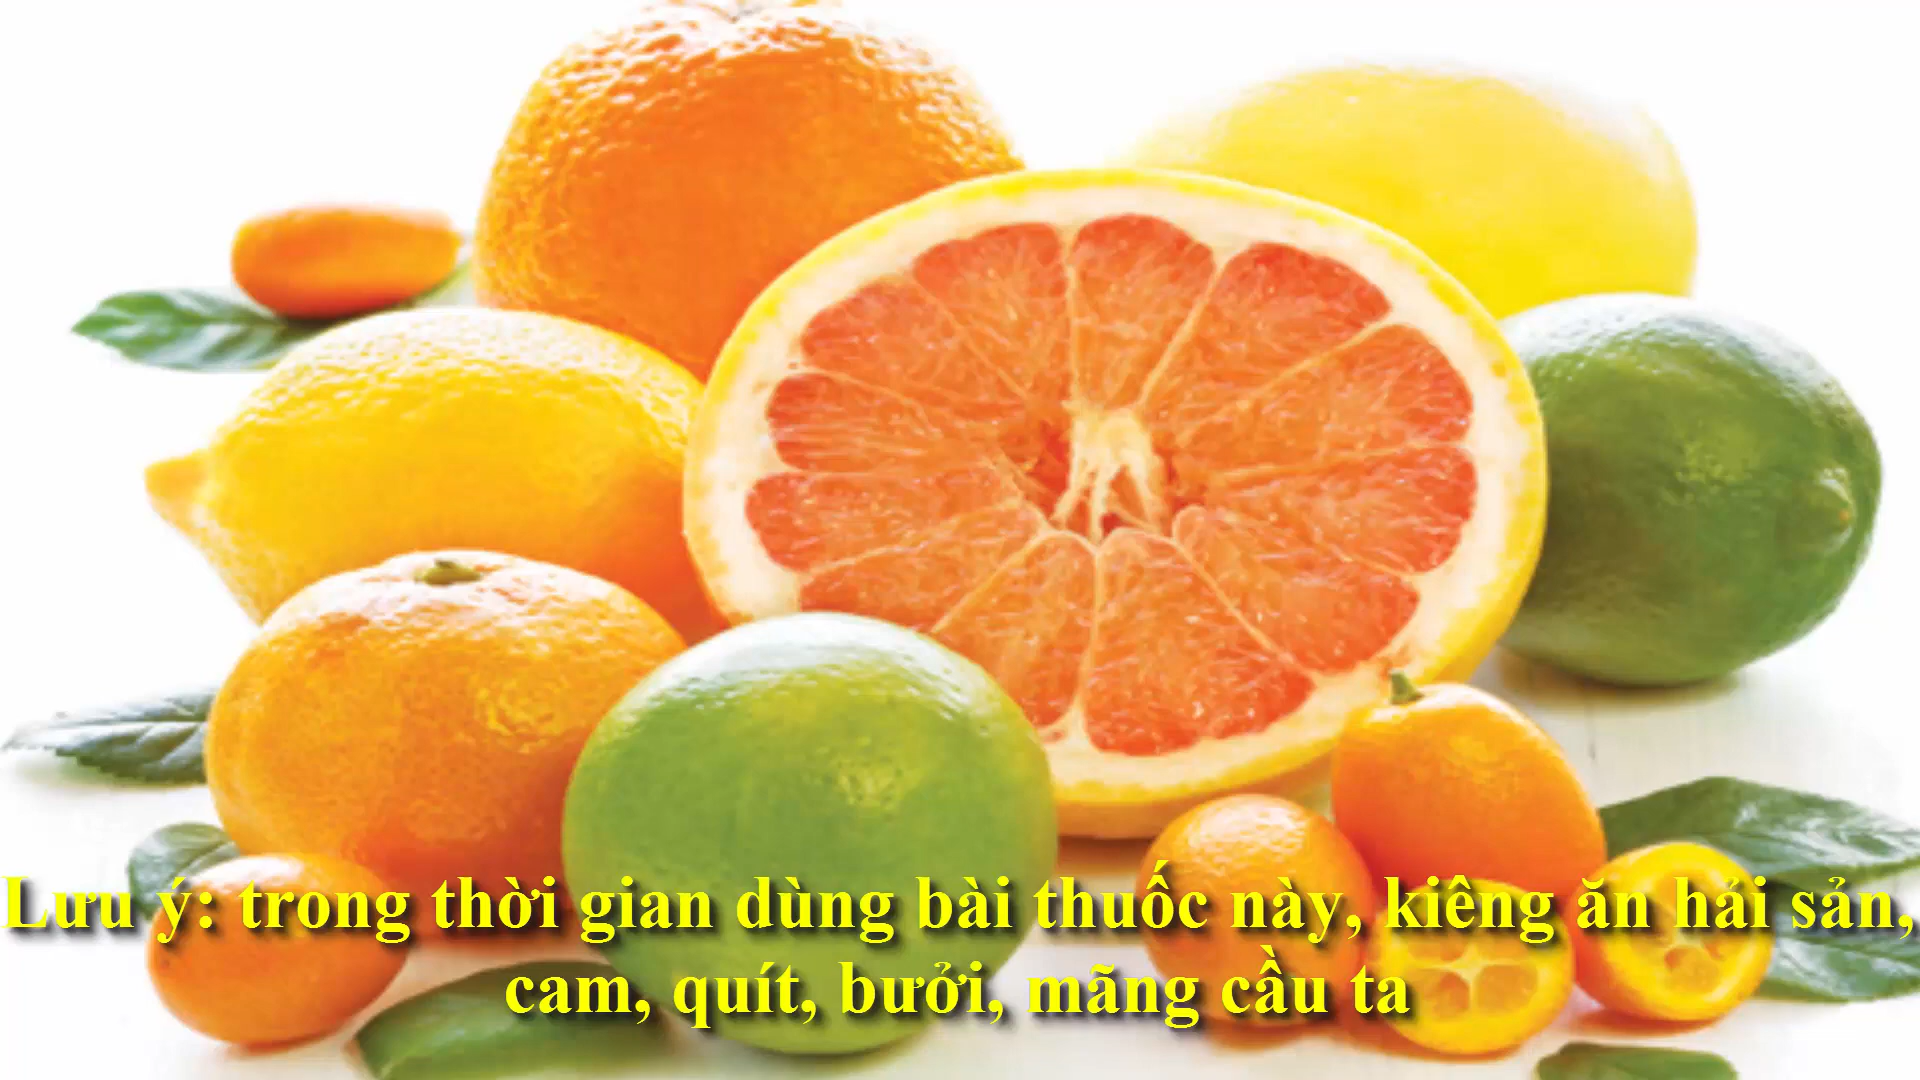 Lưu ý: trong thời gian dùng bài thuốc này, kiêng ăn hải sản,
cam, quít, bưởi, mãng cầu ta